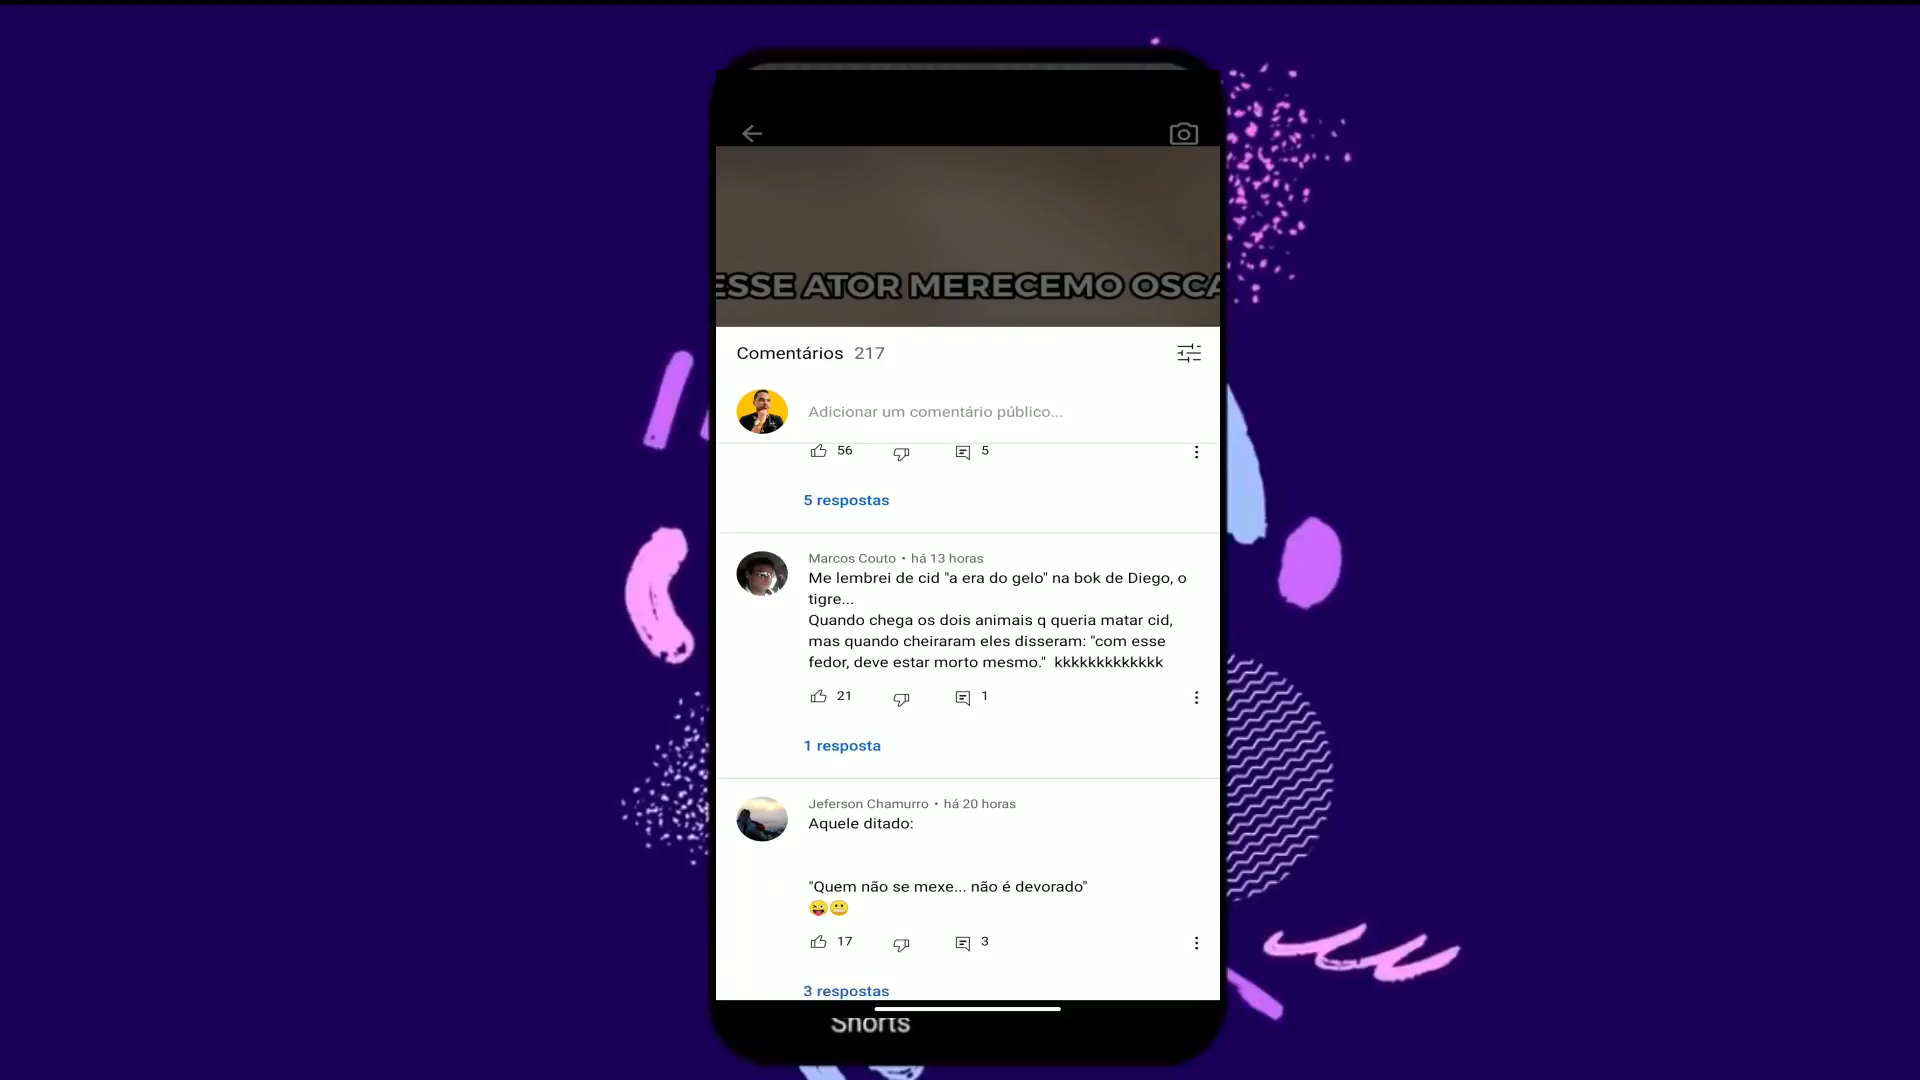 ESSE ATOR MERECEMO OSCA
Comentários 217
Adicionar um comentário público...
56 5
5 respostas
Marcos Couto • há 13 horas
Me lembrei de cid "a era do gelo" na bok de Diego, o
tigre...
Quando chega os dois animais q queria matar cid,
mas quando cheiraram eles disseram: "com esse
fedor, deve estar morto mesmo." kkkkkkkkkkkkk
21 1
1 resposta
Jeferson Chamurro • há 20 horas
Aquele ditado:
"Quem não se mexe... não é devorado"
😜😬
17 3
3 respostas
Shorts